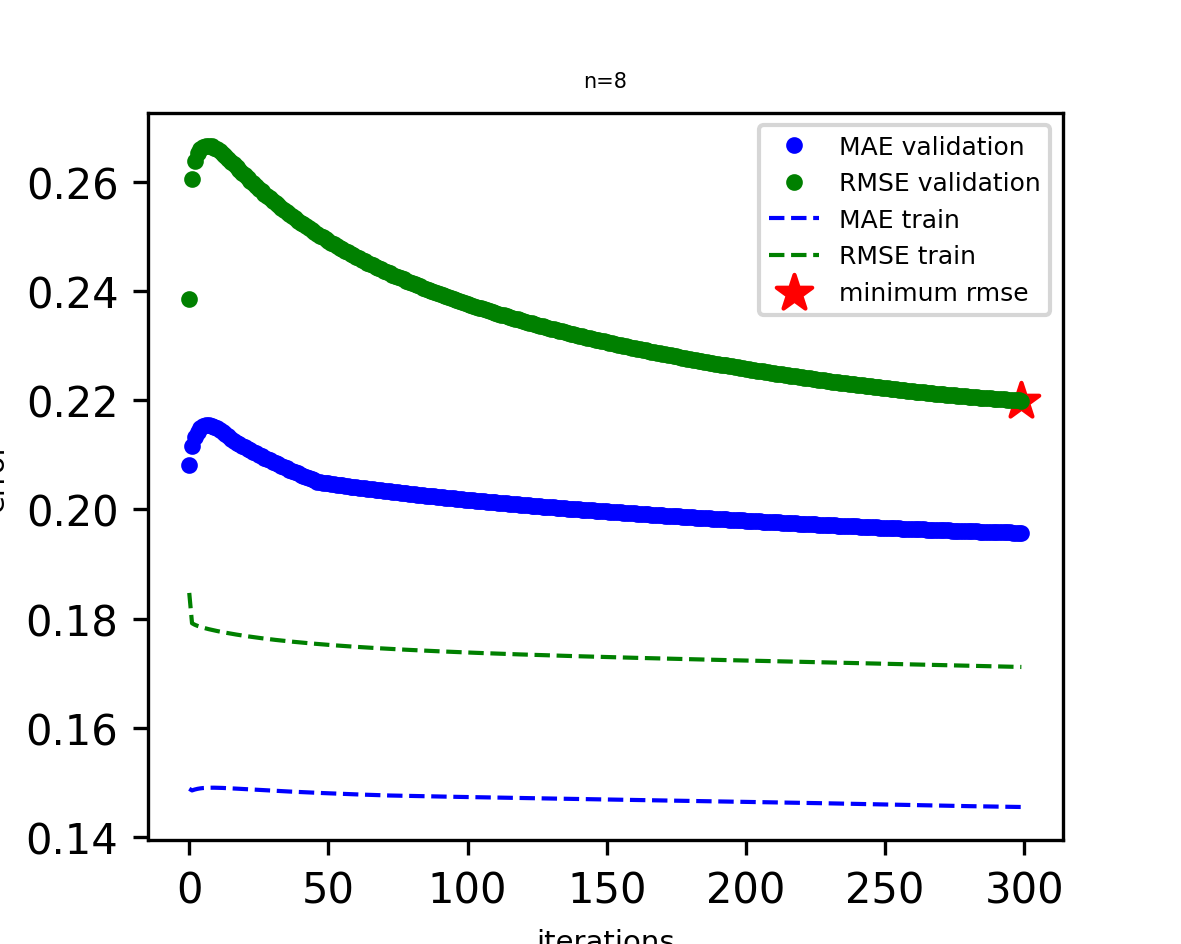 n=8
MAE validation
RMSE validation
MAE train
RMSE train
minimum rmse
0.26
0.24
0.22
0.20
0.18
0.16
0.14
0 50 100 150 200 250 300
iterations